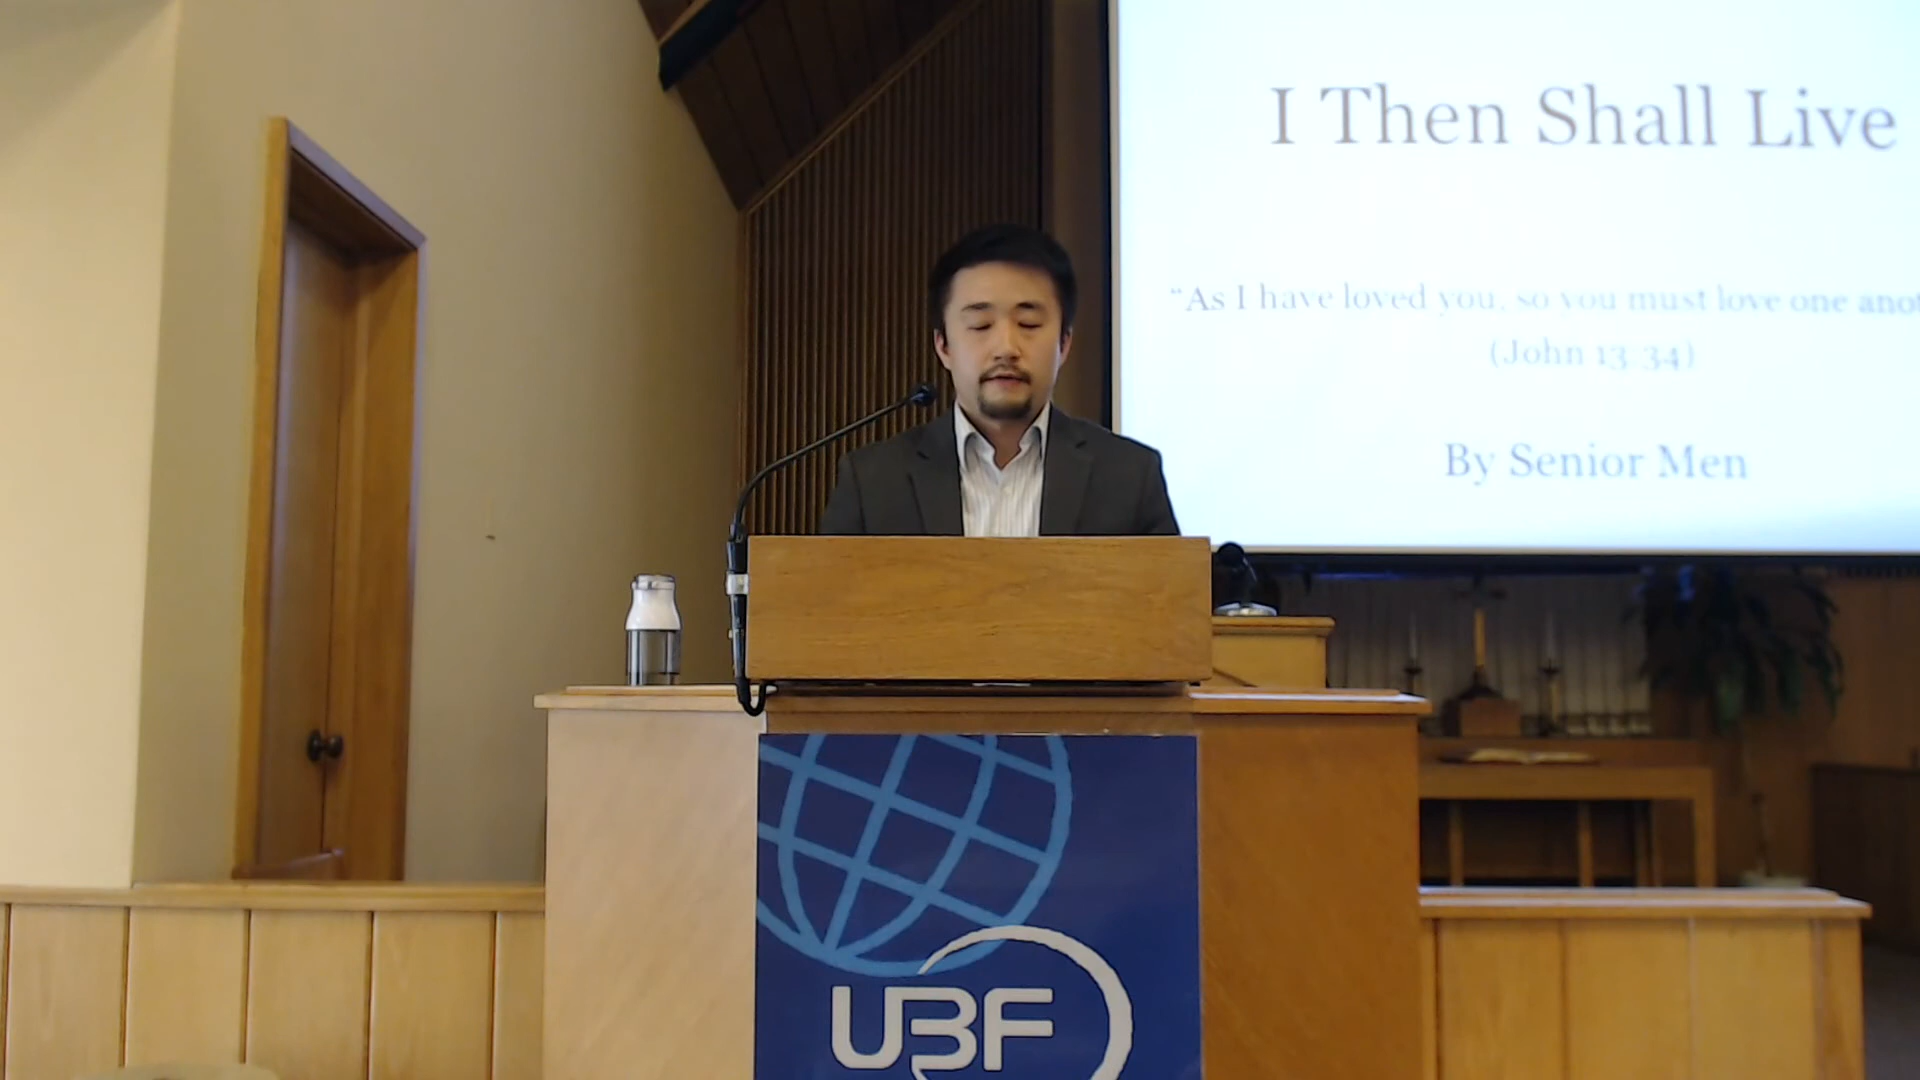 I Then Shall Live
“As I have loved you, so you must love one
(John 13:34)
By Senior Men
UBF